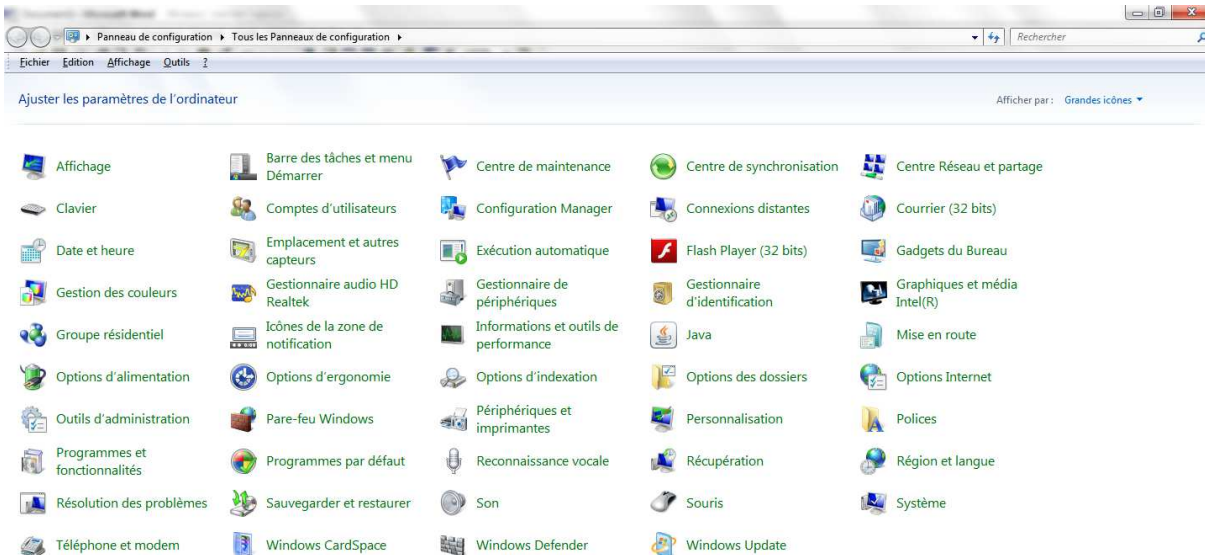 Panneau de configuration ▸ Tous les Panneaux de configuration ▸
Rechercher
Fichier Edition Affichage Outils ?
Ajuster les paramètres de l'ordinateur
Afficher par : Grandes icônes
Affichage
Barre des tâches et menu
Démarrer
Centre de maintenance
Centre de synchronisation
Centre Réseau et partage
Clavier
Comptes d'utilisateurs
Configuration Manager
Connexions distantes
Courrier (32 bits)
Date et heure
Emplacement et autres
capteurs
Exécution automatique
Flash Player (32 bits)
Gadgets du Bureau
Gestion des couleurs
Gestionnaire audio HD
Realtek
Gestionnaire de
périphériques
Gestionnaire
d'identification
Graphiques et média
Intel(R)
Groupe résidentiel
Icônes de la zone de
notification
Informations et outils de
performance
Java
Mise en route
Options d'alimentation
Options d'ergonomie
Options d'indexation
Options des dossiers
Options Internet
Outils d'administration
Pare-feu Windows
Périphériques et
imprimantes
Personnalisation
Polices
Programmes et
fonctionnalités
Programmes par défaut
Reconnaissance vocale
Récupération
Région et langue
Résolution des problèmes
Sauvegarder et restaurer
Son
Souris
Système
Téléphone et modem
Windows CardSpace
Windows Defender
Windows Update